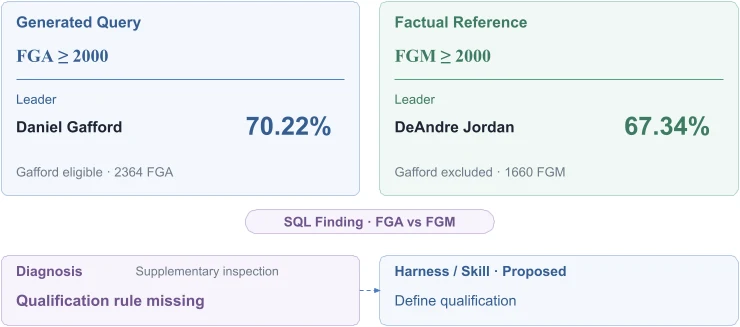 Generated Query
FGA ≥ 2000
Leader
Daniel Gafford 70.22%
Gafford eligible · 2364 FGA
Factual Reference
FGM ≥ 2000
Leader
DeAndre Jordan 67.34%
Gafford excluded · 1660 FGM
SQL Finding · FGA vs FGM
Diagnosis Supplementary inspection
Qualification rule missing
Harness / Skill · Proposed
Define qualification